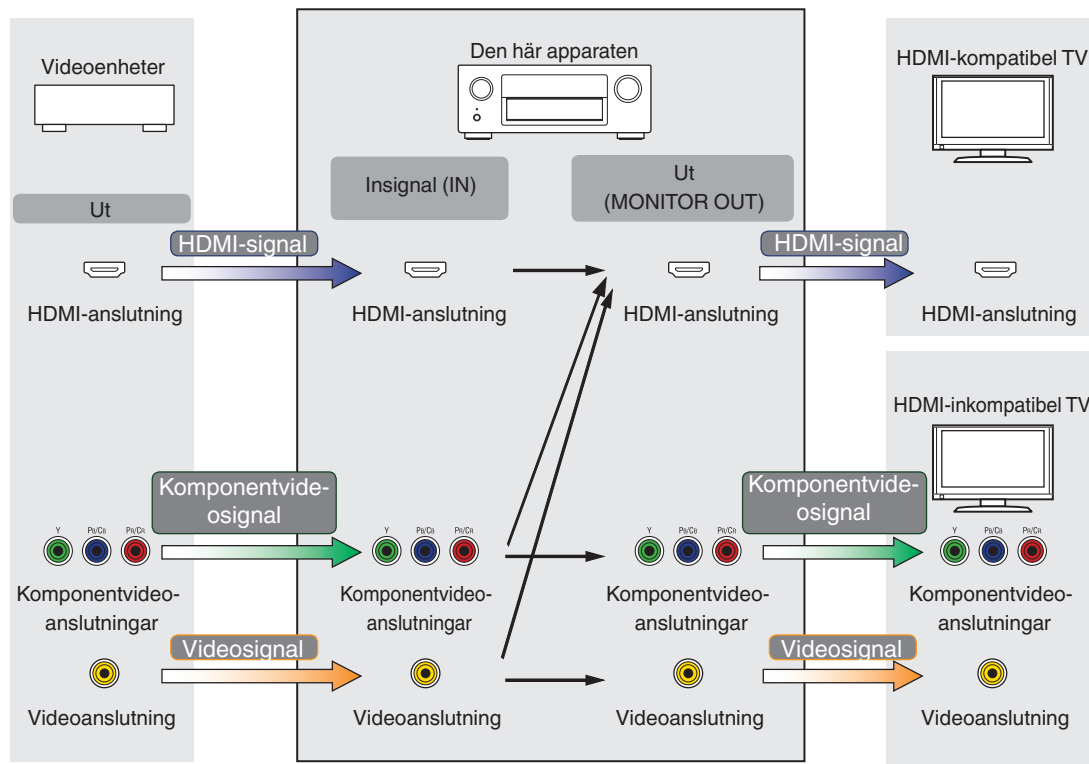 Videoenheter
Den här apparaten
HDMI-kompatibel TV
Insignal (IN)
Ut
(MONITOR OUT)
Ut
HDMI-signal
HDMI-signal
HDMI-anslutning
HDMI-anslutning
HDMI-anslutning
HDMI-anslutning
HDMI-inkompatibel TV
Komponentvide-
osignal
Komponentvide-
osignal
Y PB/CB PR/CR
Y PB/CB PR/CR
Y PB/CB PR/CR
Y PB/CB PR/CR
Komponentvideo-
anslutningar
Komponentvideo-
anslutningar
Komponentvideo-
anslutningar
Komponentvideo-
anslutningar
Videosignal
Videosignal
Videoanslutning
Videoanslutning
Videoanslutning
Videoanslutning